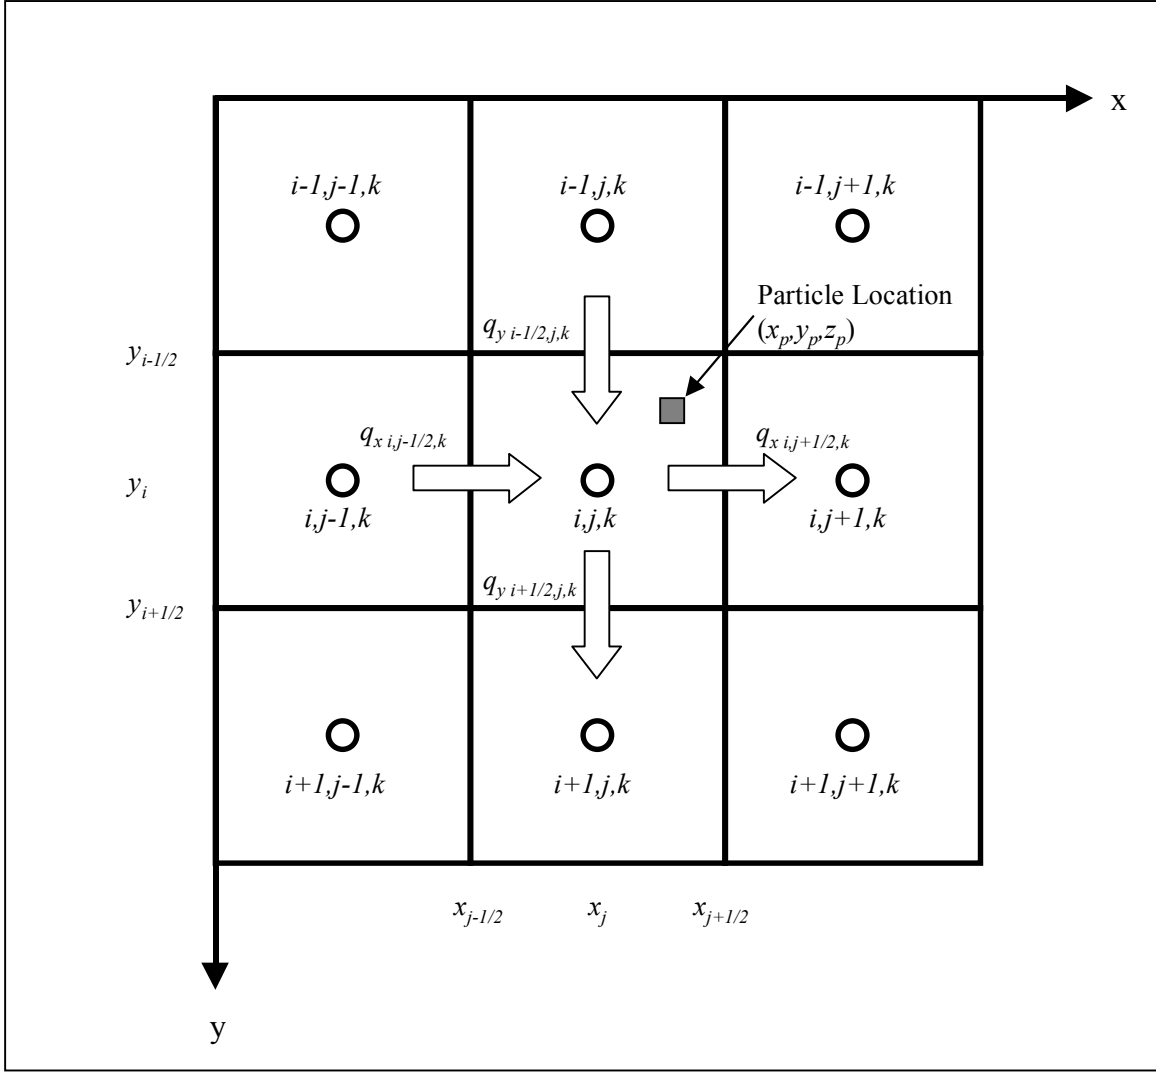 x
i-1,j-1,k
i-1,j,k
i-1,j+1,k
Particle Location
(x_p,y_p,z_p)
q_y i-1/2,j,k
y_i-1/2
q_x i,j-1/2,k
q_x i,j+1/2,k
y_i
i,j-1,k
i,j,k
i,j+1,k
q_y i+1/2,j,k
y_i+1/2
i+1,j-1,k
i+1,j,k
i+1,j+1,k
x_j-1/2
x_j
x_j+1/2
y